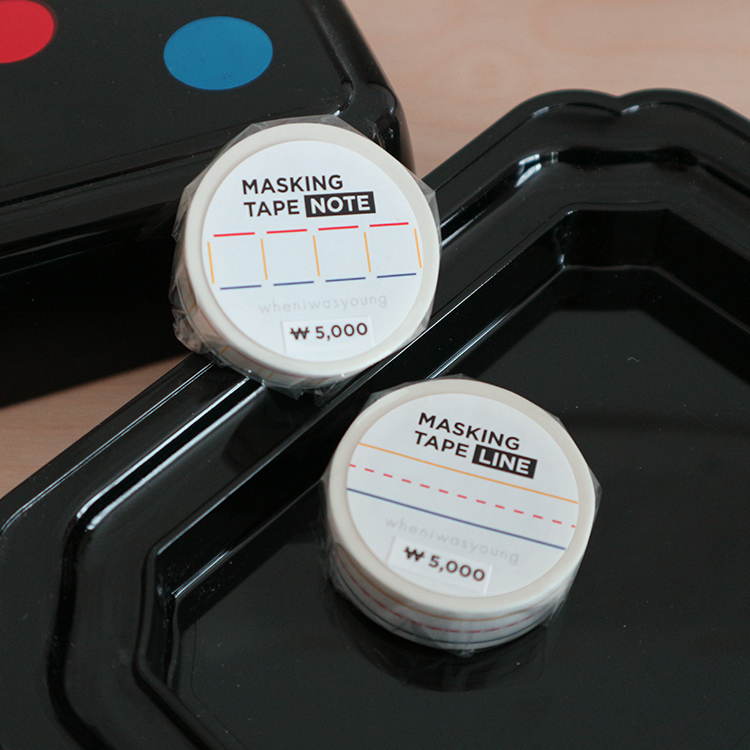 MASKING
TAPE NOTE
wheniwasyoung
₩ 5,000
MASKING
TAPE LINE
wheniwasyoung
₩ 5,000